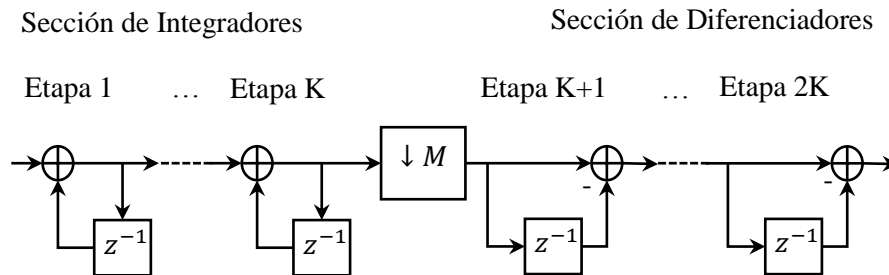 Sección de Integradores Sección de Diferenciadores
Etapa 1 ... Etapa K Etapa K+1 ... Etapa 2K
↓ M
- -
z⁻¹ z⁻¹ z⁻¹ z⁻¹